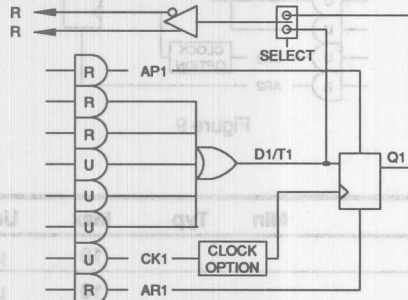 R
R
SELECT
R AP1
R
R
U D1/T1
Q1
U
U
U CK1 CLOCK
OPTION
R AR1